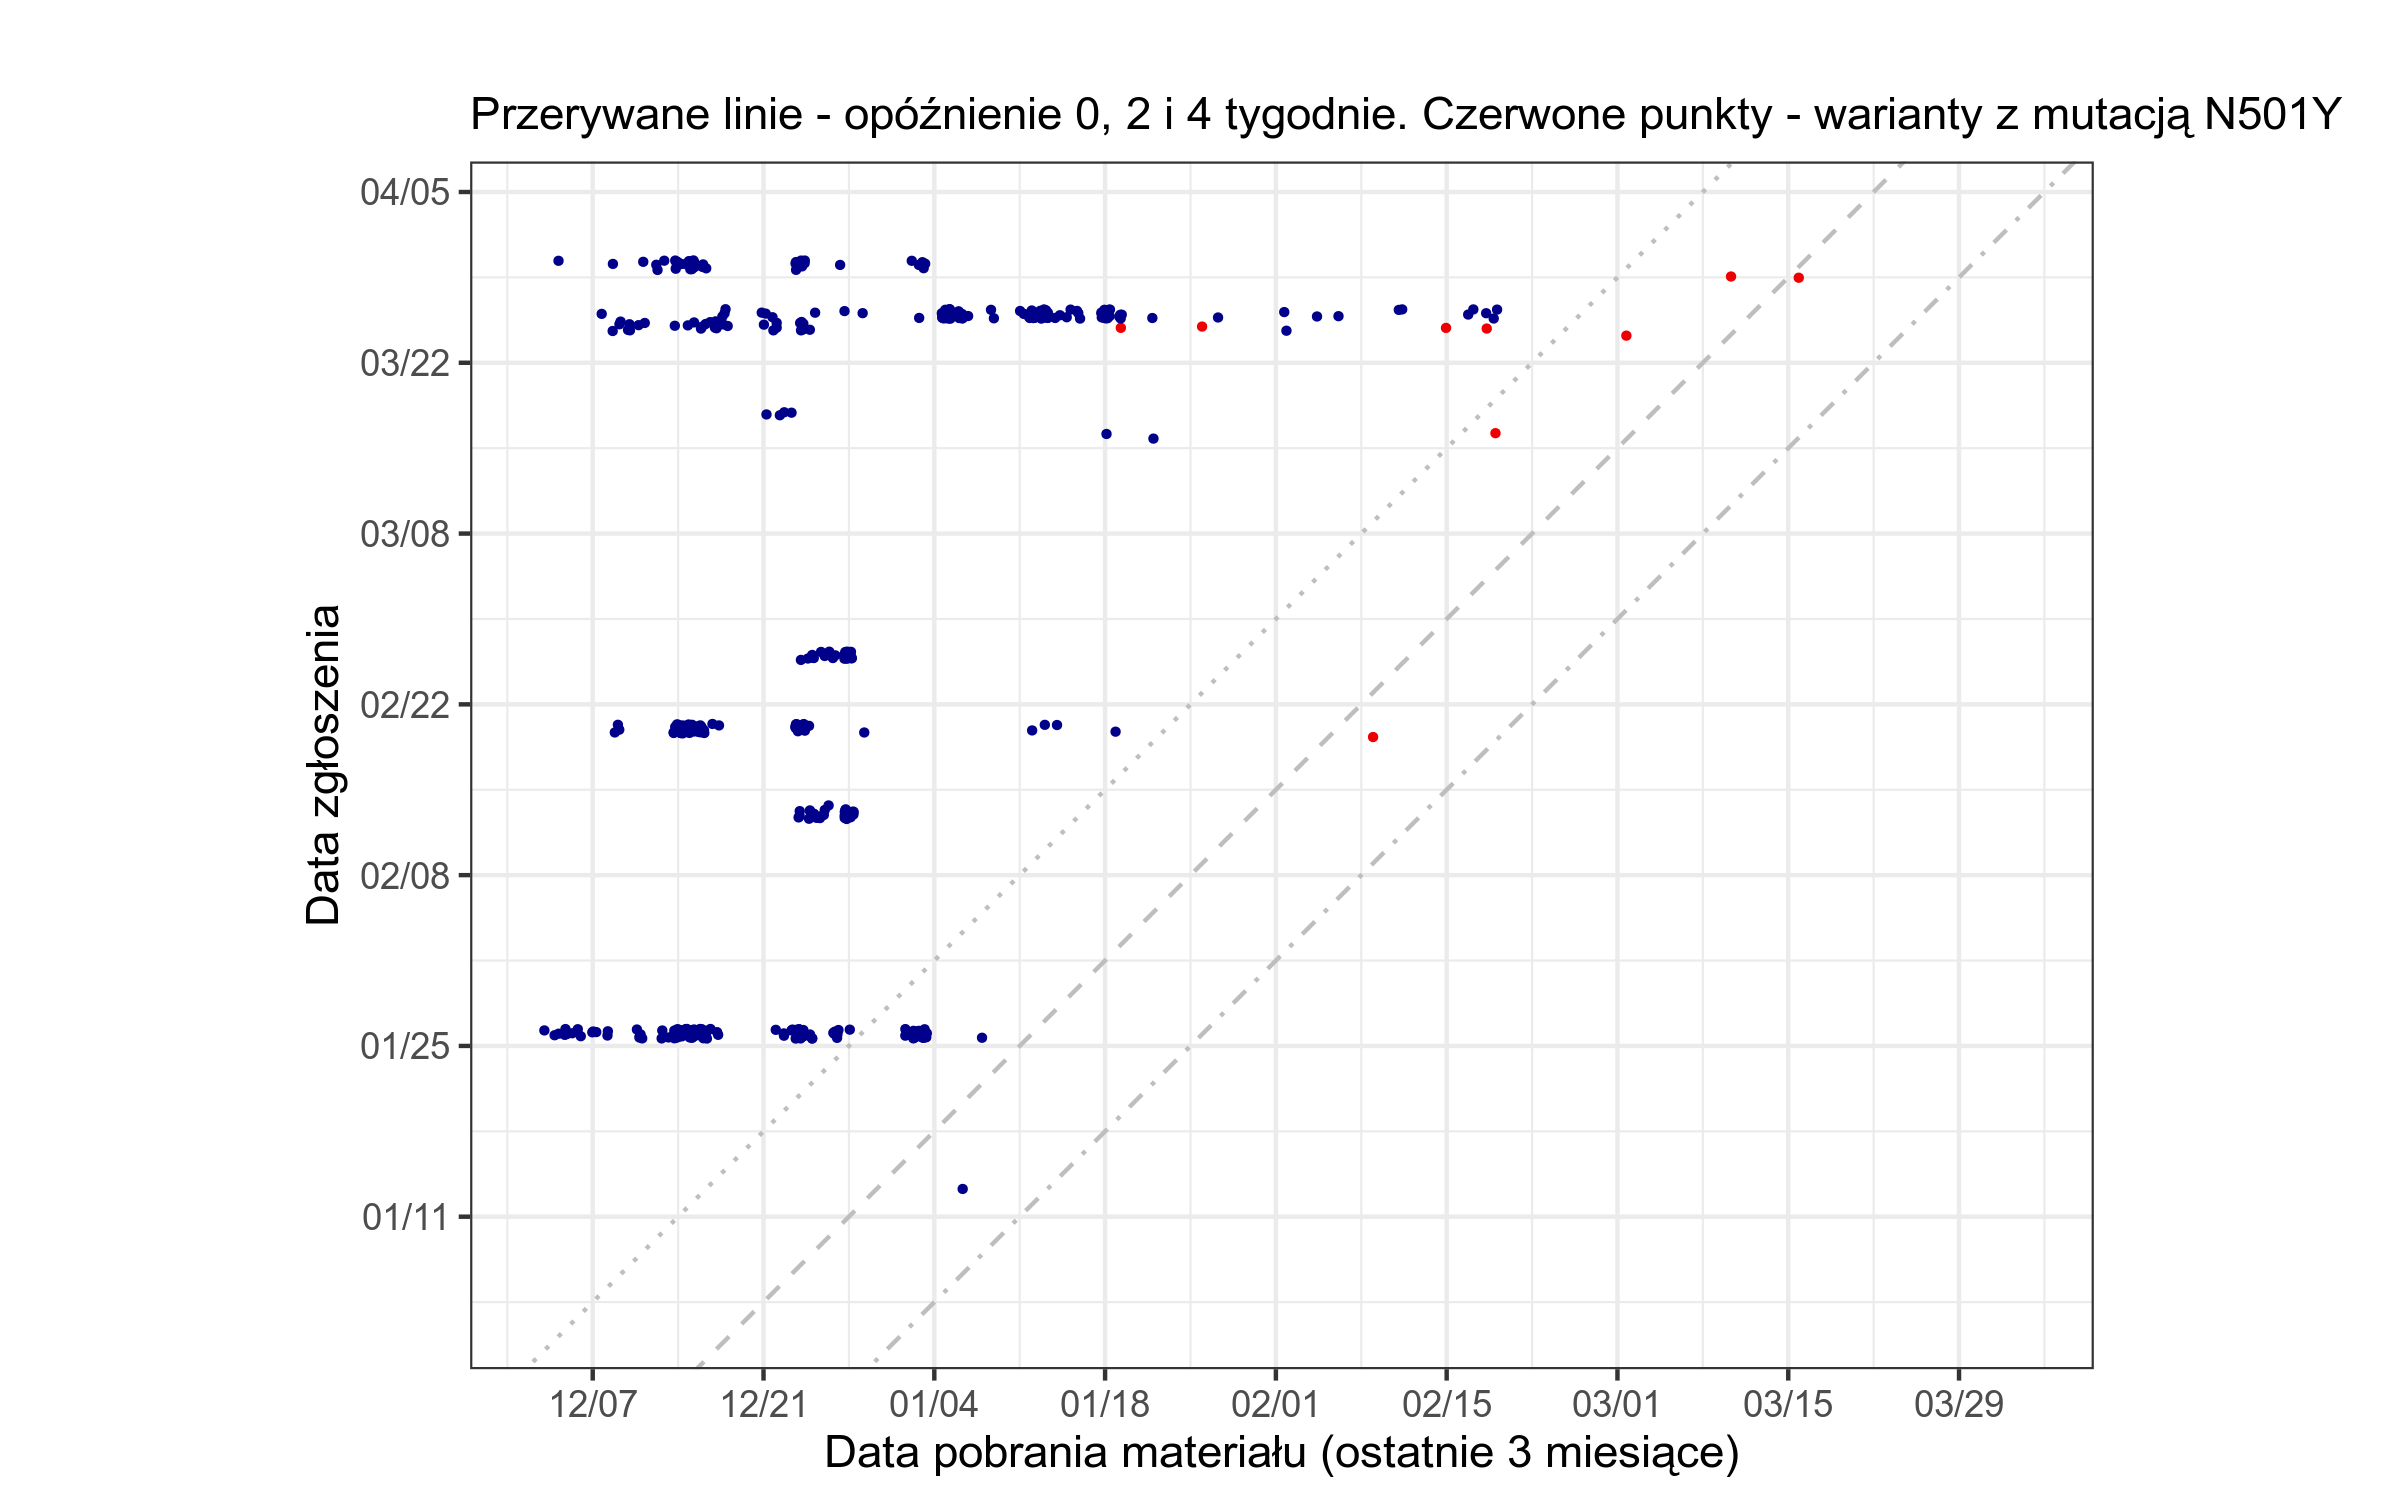 Przerywane linie - opóźnienie 0, 2 i 4 tygodnie. Czerwone punkty - warianty z mutacją N501Y
Data zgłoszenia
04/05
03/22
03/08
02/22
02/08
01/25
01/11
12/07 12/21 01/04 01/18 02/01 02/15 03/01 03/15 03/29
Data pobrania materiału (ostatnie 3 miesiące)